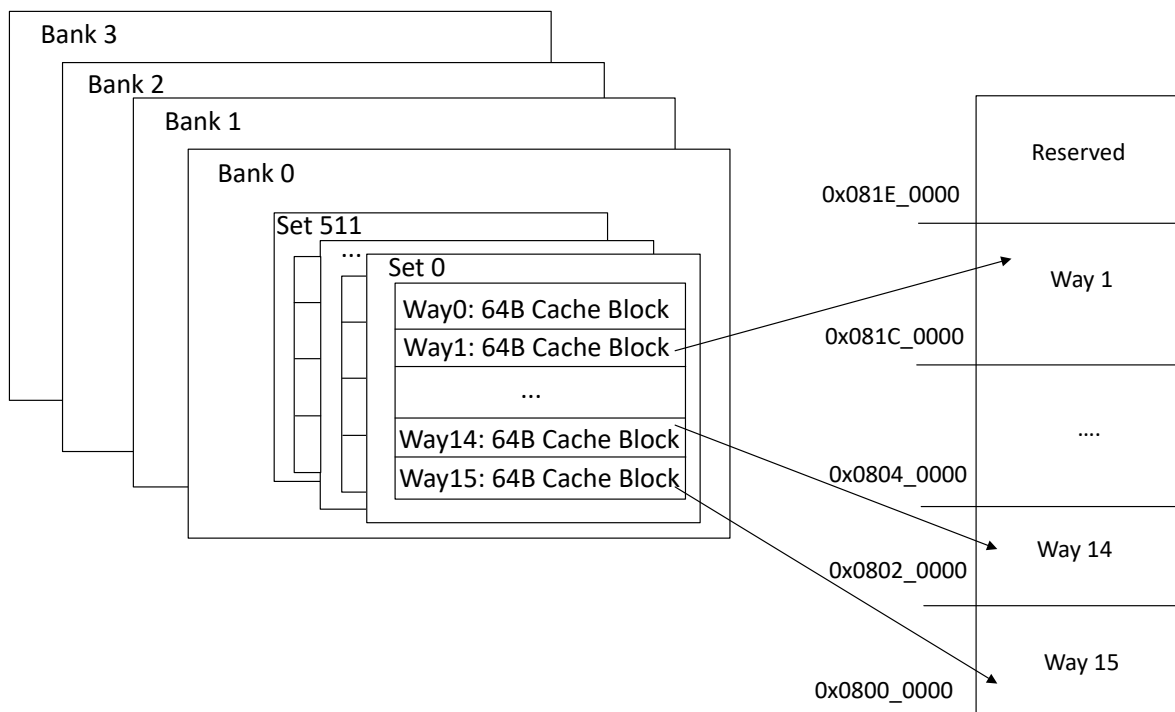 Bank 3
Bank 2
Bank 1
Bank 0
Set 511
...
Set 0
Way0: 64B Cache Block
Way1: 64B Cache Block
...
Way14: 64B Cache Block
Way15: 64B Cache Block
Reserved
0x081E_0000
Way 1
0x081C_0000
....
0x0804_0000
Way 14
0x0802_0000
Way 15
0x0800_0000